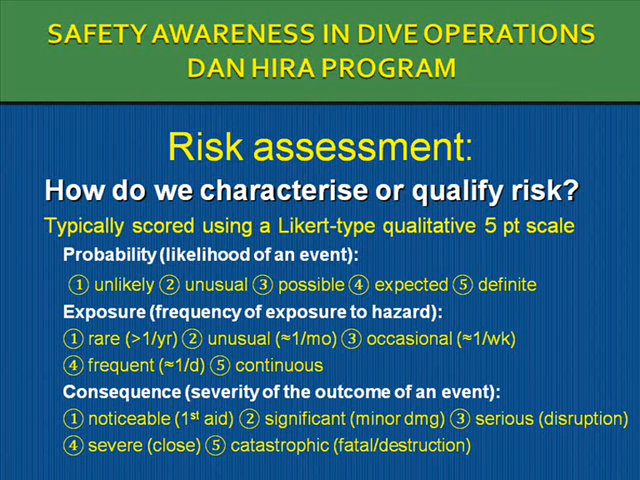 SAFETY AWARENESS IN DIVE OPERATIONS
DAN HIRA PROGRAM
Risk assessment:
How do we characterise or qualify risk?
Typically scored using a Likert-type qualitative 5 pt scale
Probability (likelihood of an event):
① unlikely ② unusual ③ possible ④ expected ⑤ definite
Exposure (frequency of exposure to hazard):
① rare (>1/yr) ② unusual (≈1/mo) ③ occasional (≈1/wk)
④ frequent (≈1/d) ⑤ continuous
Consequence (severity of the outcome of an event):
① noticeable (1st aid) ② significant (minor dmg) ③ serious (disruption)
④ severe (close) ⑤ catastrophic (fatal/destruction)